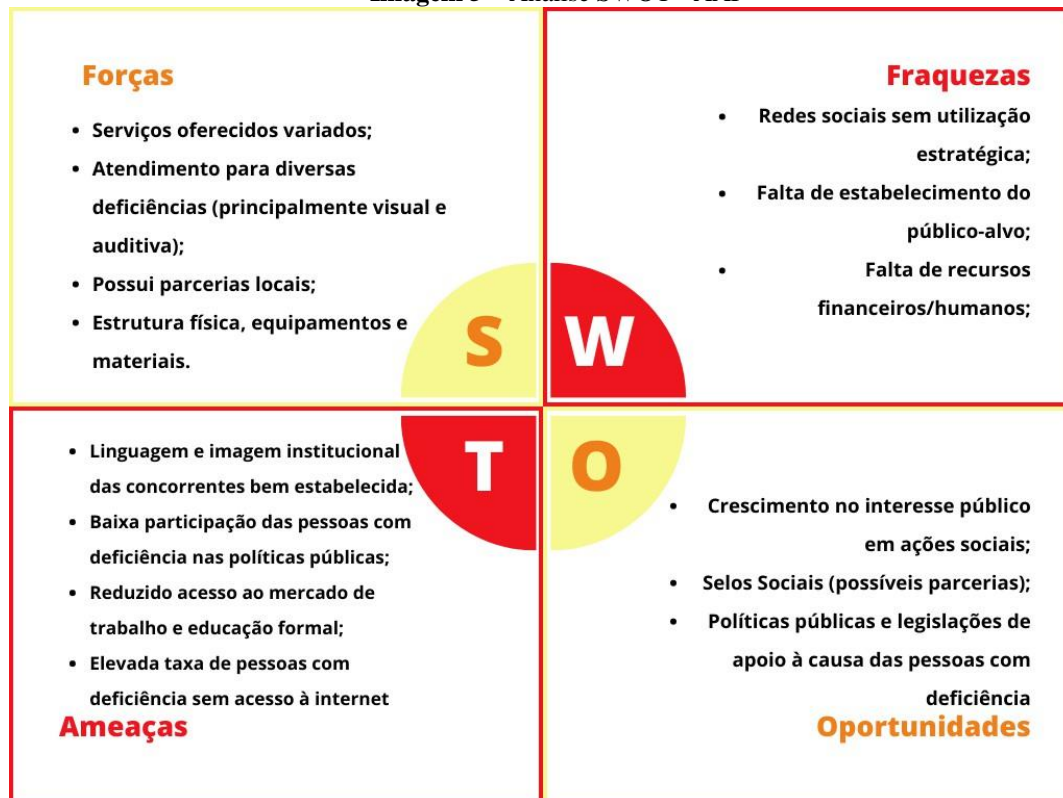 Forças
• Serviços oferecidos variados;
• Atendimento para diversas
deficiências (principalmente visual e
auditiva);
• Possui parcerias locais;
• Estrutura física, equipamentos e
materiais.
S
Fraquezas
• Redes sociais sem utilização
estratégica;
• Falta de estabelecimento do
público-alvo;
• Falta de recursos
financeiros/humanos;
W
• Linguagem e imagem institucional
das concorrentes bem estabelecida;
• Baixa participação das pessoas com
deficiência nas políticas públicas;
• Reduzido acesso ao mercado de
trabalho e educação formal;
• Elevada taxa de pessoas com
deficiência sem acesso à internet
Ameaças
T
O
• Crescimento no interesse público
em ações sociais;
• Selos Sociais (possíveis parcerias);
• Políticas públicas e legislações de
apoio à causa das pessoas com
deficiência
Oportunidades